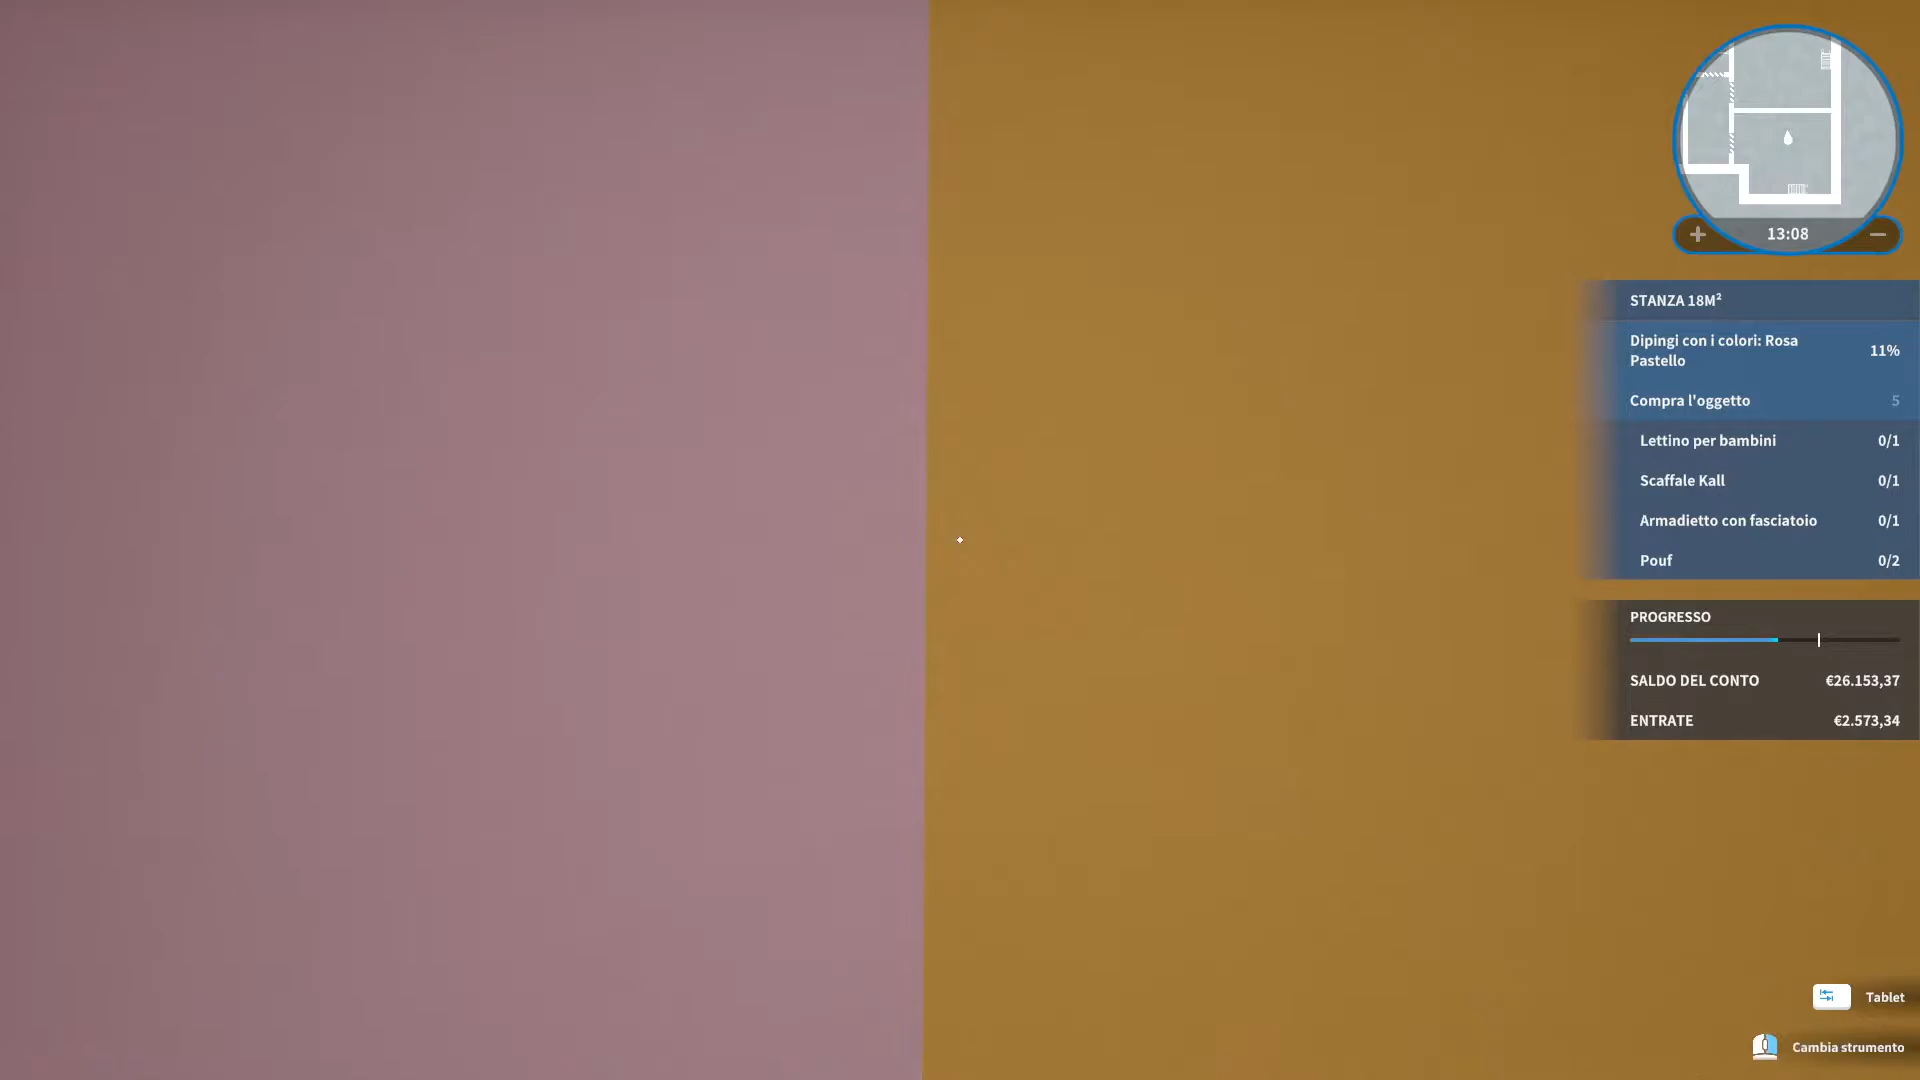 13:08
STANZA 18M²
Dipingi con i colori: Rosa
Pastello 11%
Compra l'oggetto 5
Lettino per bambini 0/1
Scaffale Kall 0/1
Armadietto con fasciatoio 0/1
Pouf 0/2
PROGRESSO
SALDO DEL CONTO €26.153,37
ENTRATE €2.573,34
Tablet
Cambia strumento